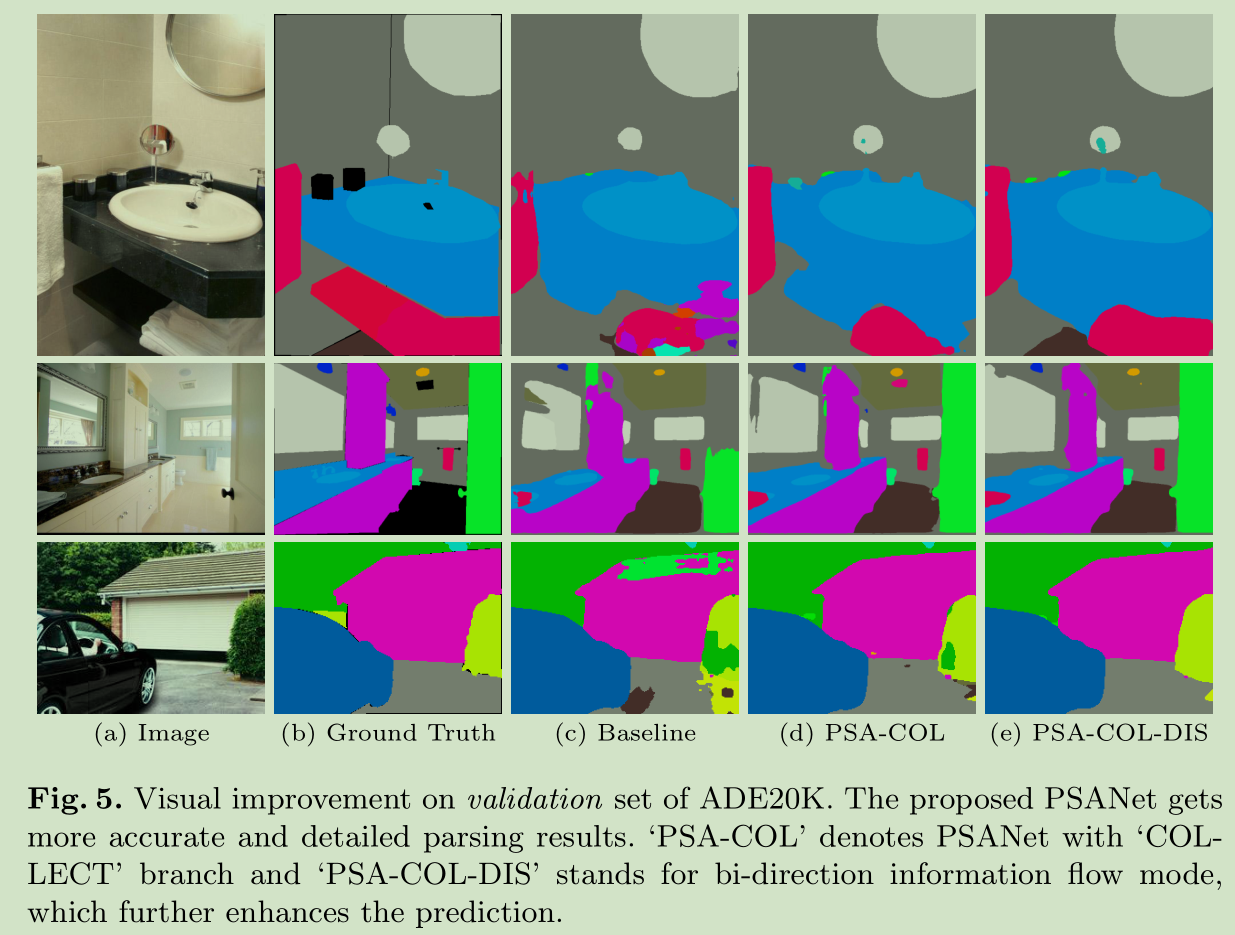 (a) Image (b) Ground Truth (c) Baseline (d) PSA-COL (e) PSA-COL-DIS
Fig. 5. Visual improvement on validation set of ADE20K. The proposed PSANet gets
more accurate and detailed parsing results. ‘PSA-COL’ denotes PSANet with ‘COL-
LECT’ branch and ‘PSA-COL-DIS’ stands for bi-direction information flow mode,
which further enhances the prediction.